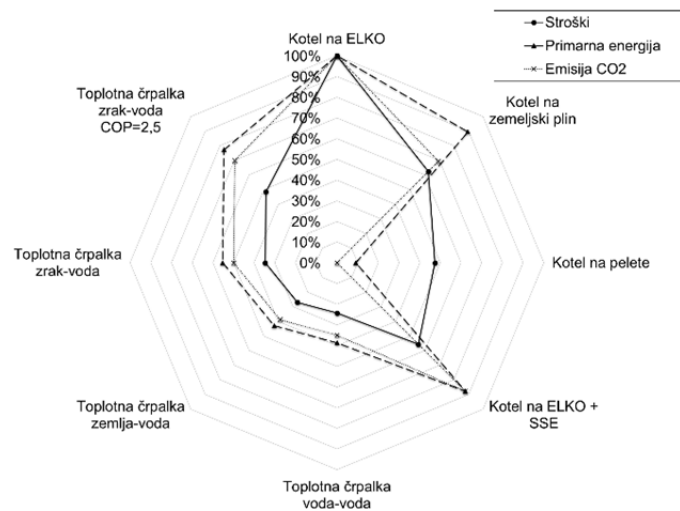 Stroški
Primarna energija
Emisija CO2
Kotel na ELKO
100%
90%
80%
70%
60%
50%
40%
30%
20%
10%
0%
Kotel na
zemeljski plin
Kotel na pelete
Kotel na ELKO +
SSE
Toplotna črpalka
voda-voda
Toplotna črpalka
zemlja-voda
Toplotna črpalka
zrak-voda
Toplotna črpalka
zrak-voda
COP=2,5